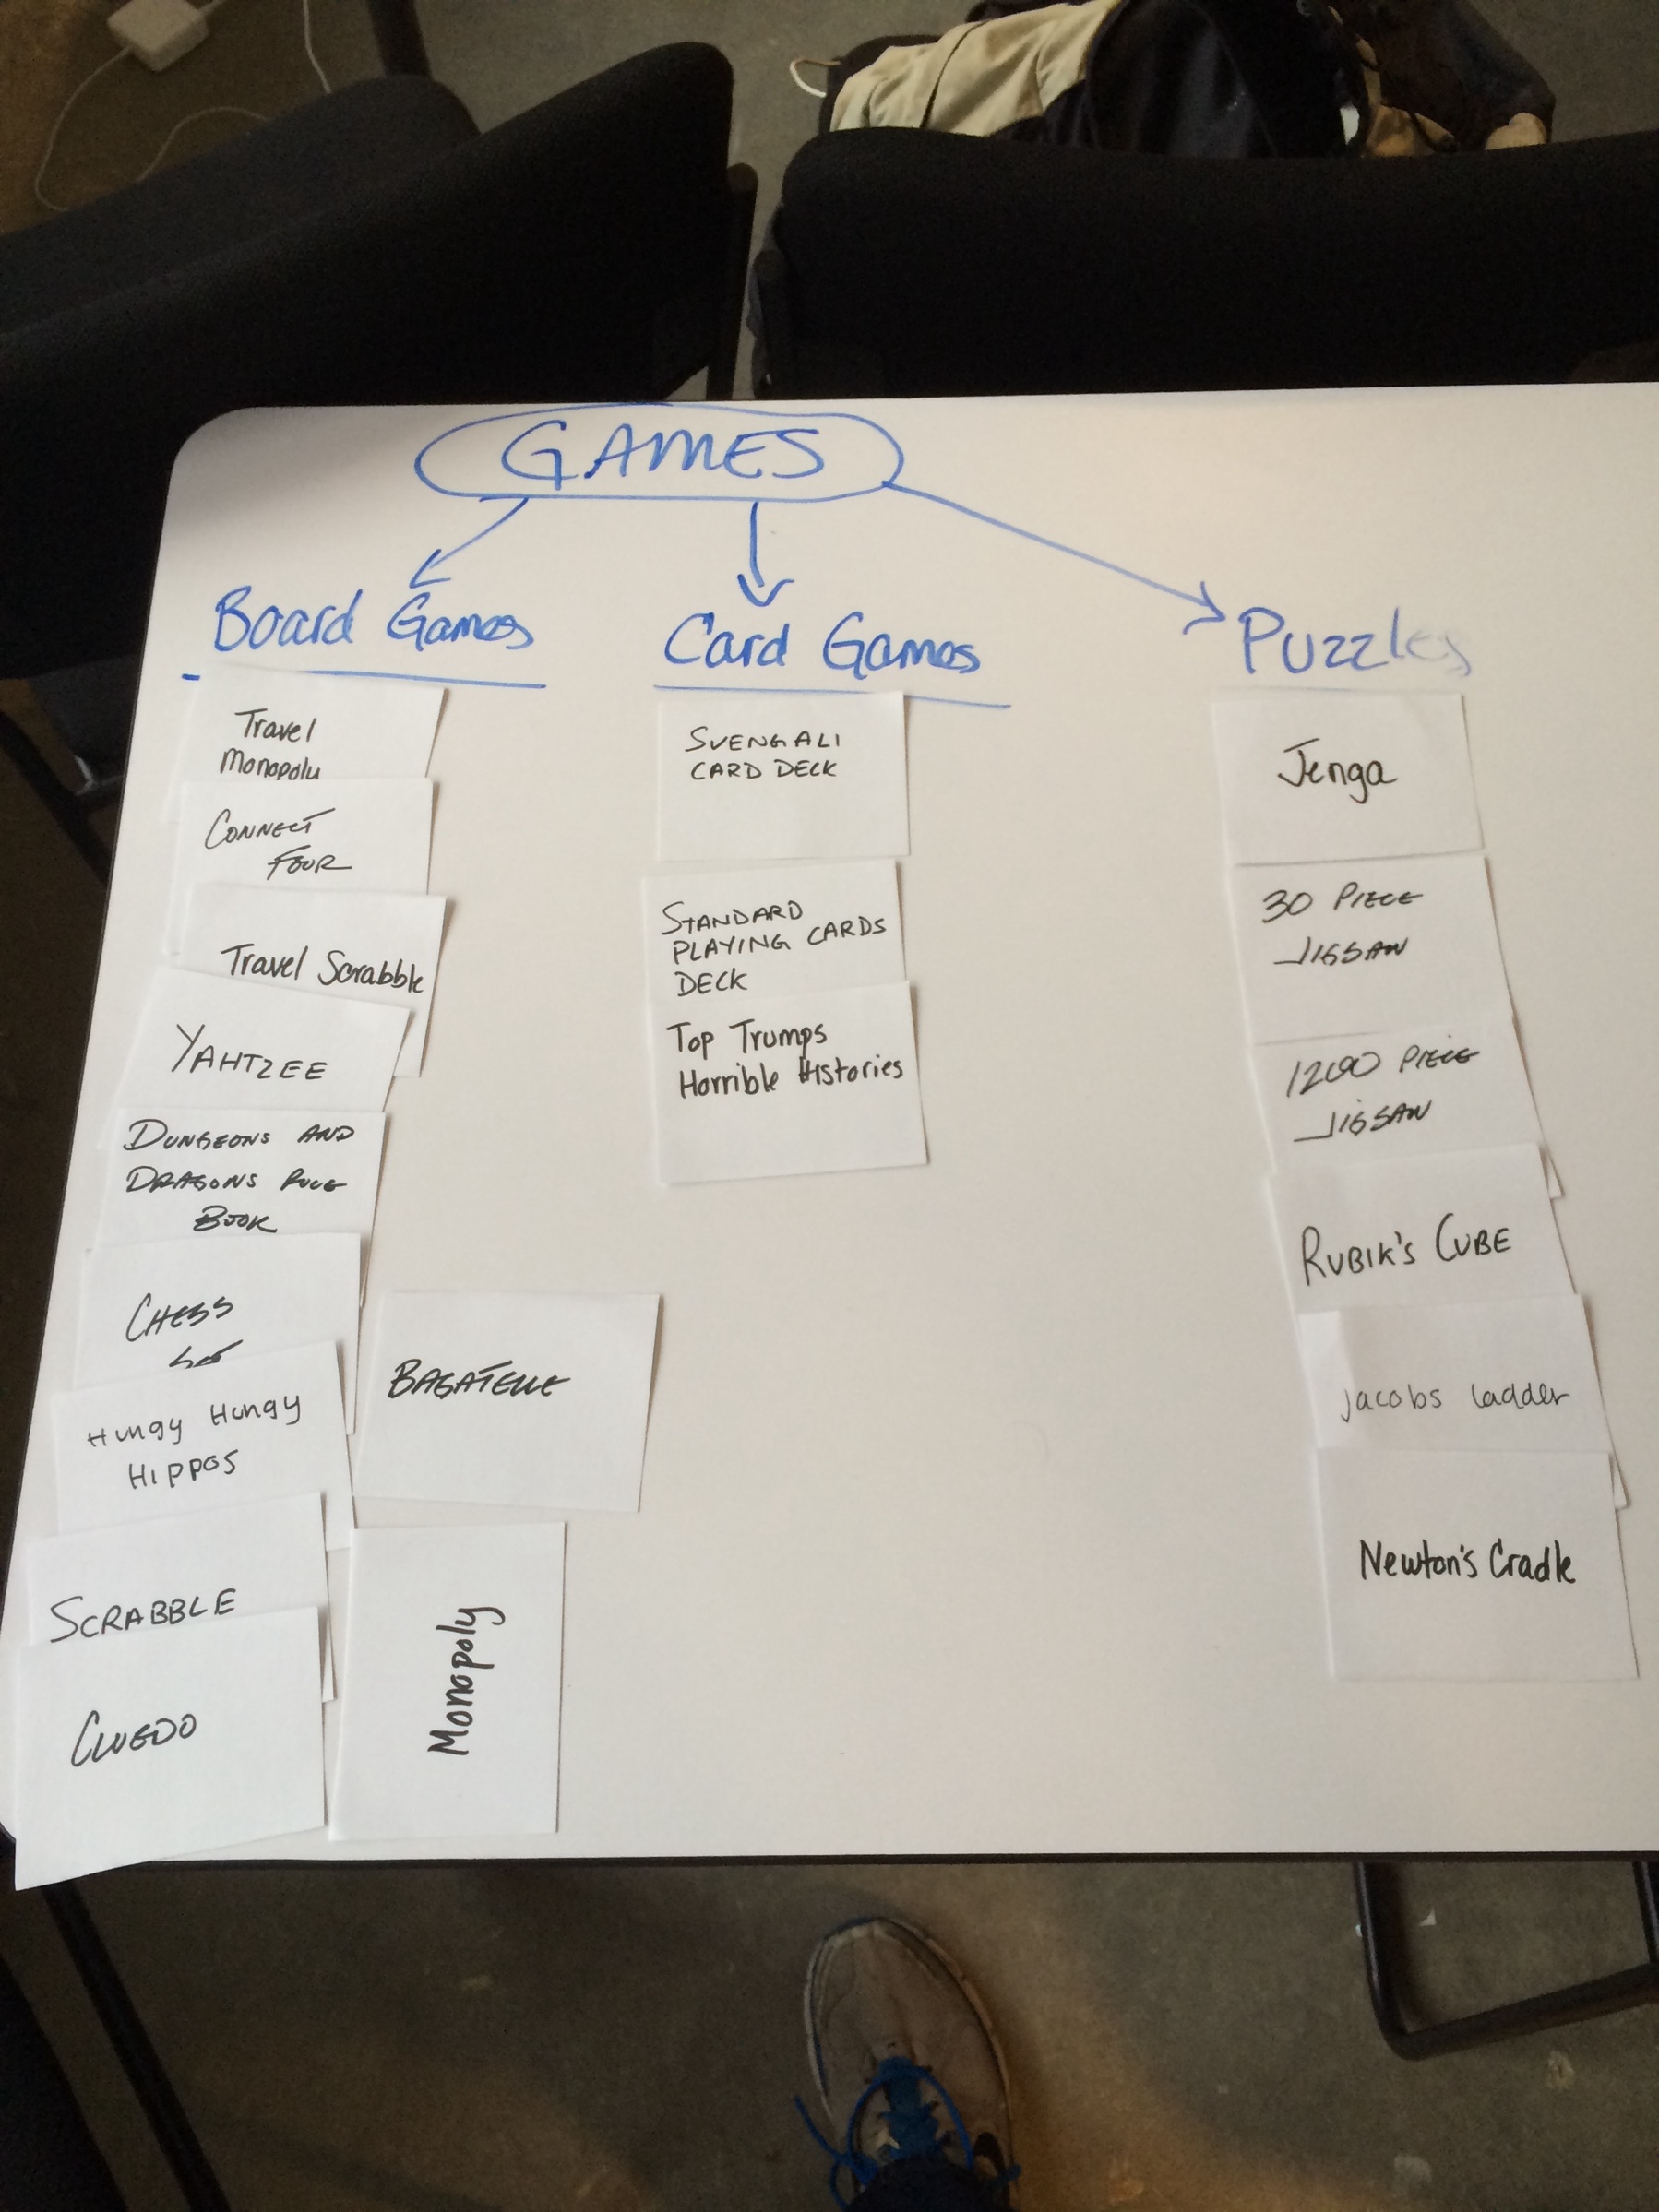 GAMES
Board Games
Travel
Monopoly
CONNECT
FOUR
Travel Scrabble
YAHTZEE
DUNGEONS AND
DRAGONS RULE
BOOK
CHESS
SET
Hungy Hungy
Hippos
SCRABBLE
CLUEDO
BAGATELLE
Monopoly
Card Games
SVENGALI
CARD DECK
STANDARD
PLAYING CARDS
DECK
Top Trumps
Horrible Histories
Puzzles
Jenga
30 PIECE
JIGSAW
1200 PIECE
JIGSAW
RUBIK'S CUBE
Jacobs ladder
Newton's Cradle